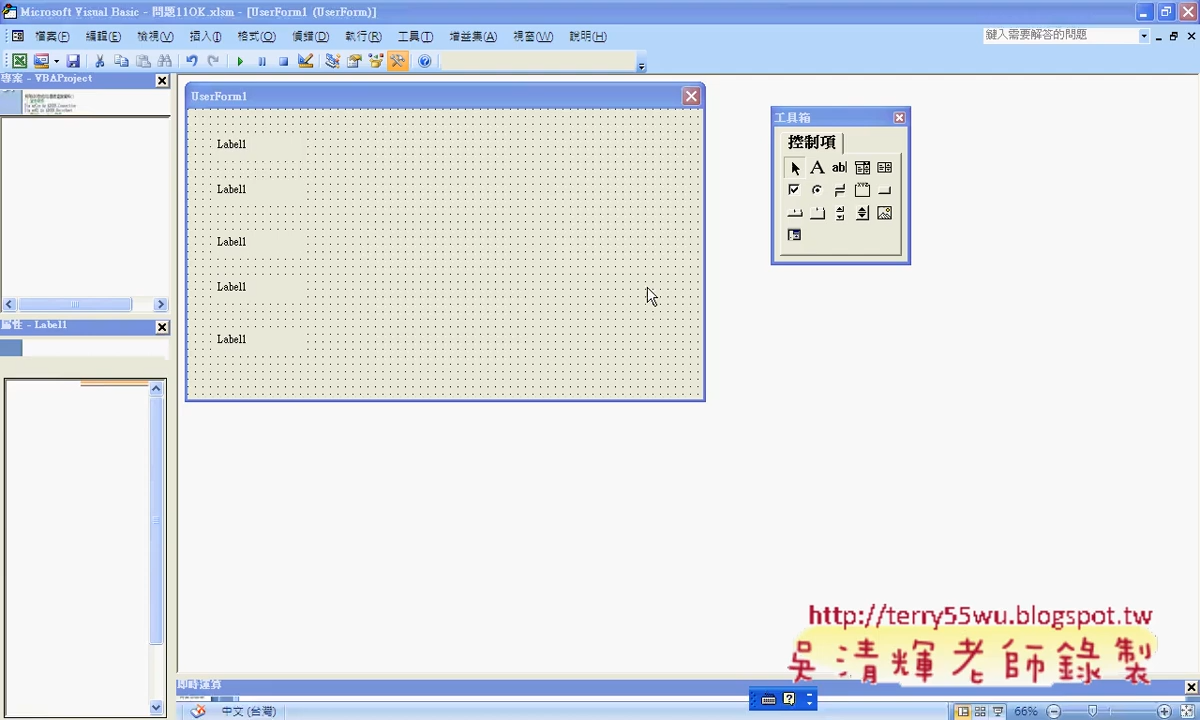 Microsoft Visual Basic - 問題11OK.xlsm - [UserForm1 (UserForm)]
檔案(F) 編輯(E) 檢視(V) 插入(I) 格式(O) 偵錯(D) 執行(R) 工具(T) 增益集(A) 視窗(W) 說明(H) 鍵入需要解答的問題
專案 - VBAProject
UserForm1
工具箱
控制項
A abl
XYZ
Label1
Label1
Label1
Label1
Label1
屬性 - Label1
http://terry55wu.blogspot.tw
吳清輝老師錄製
即時運算
中文 (台灣) 66%